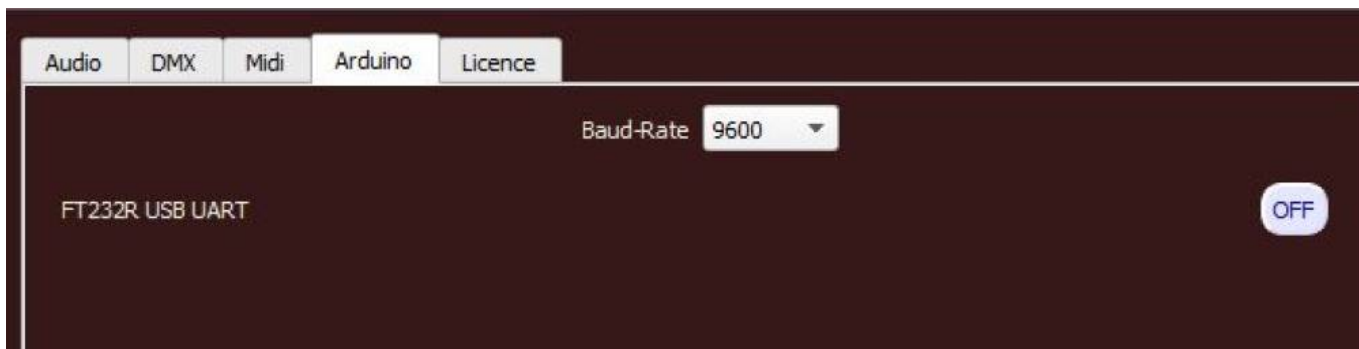 Audio DMX Midi Arduino Licence
Baud-Rate 9600
FT232R USB UART OFF